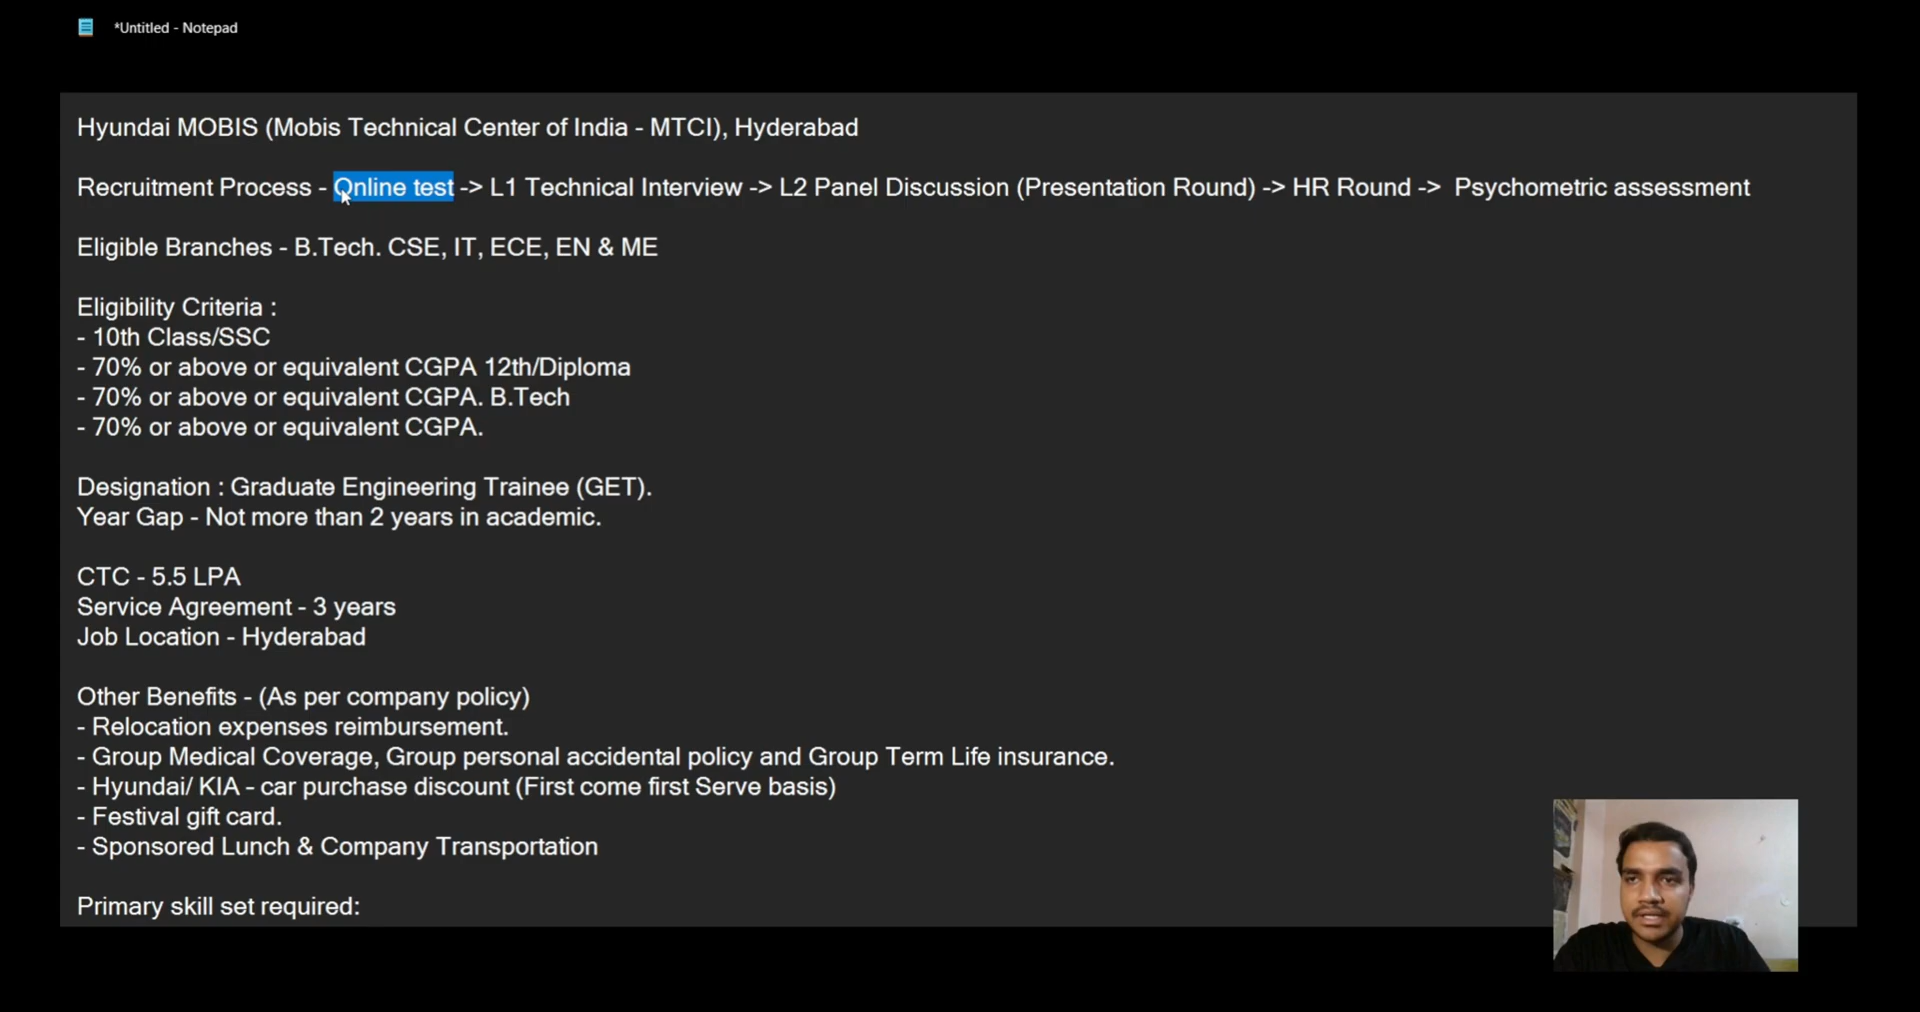 *Untitled - Notepad
Hyundai MOBIS (Mobis Technical Center of India - MTCI), Hyderabad
Recruitment Process - Online test -> L1 Technical Interview -> L2 Panel Discussion (Presentation Round) -> HR Round -> Psychometric assessment
Eligible Branches - B.Tech. CSE, IT, ECE, EN & ME
Eligibility Criteria :
- 10th Class/SSC
- 70% or above or equivalent CGPA 12th/Diploma
- 70% or above or equivalent CGPA. B.Tech
- 70% or above or equivalent CGPA.
Designation : Graduate Engineering Trainee (GET).
Year Gap - Not more than 2 years in academic.
CTC - 5.5 LPA
Service Agreement - 3 years
Job Location - Hyderabad
Other Benefits - (As per company policy)
- Relocation expenses reimbursement.
- Group Medical Coverage, Group personal accidental policy and Group Term Life insurance.
- Hyundai/ KIA - car purchase discount (First come first Serve basis)
- Festival gift card.
- Sponsored Lunch & Company Transportation
Primary skill set required: